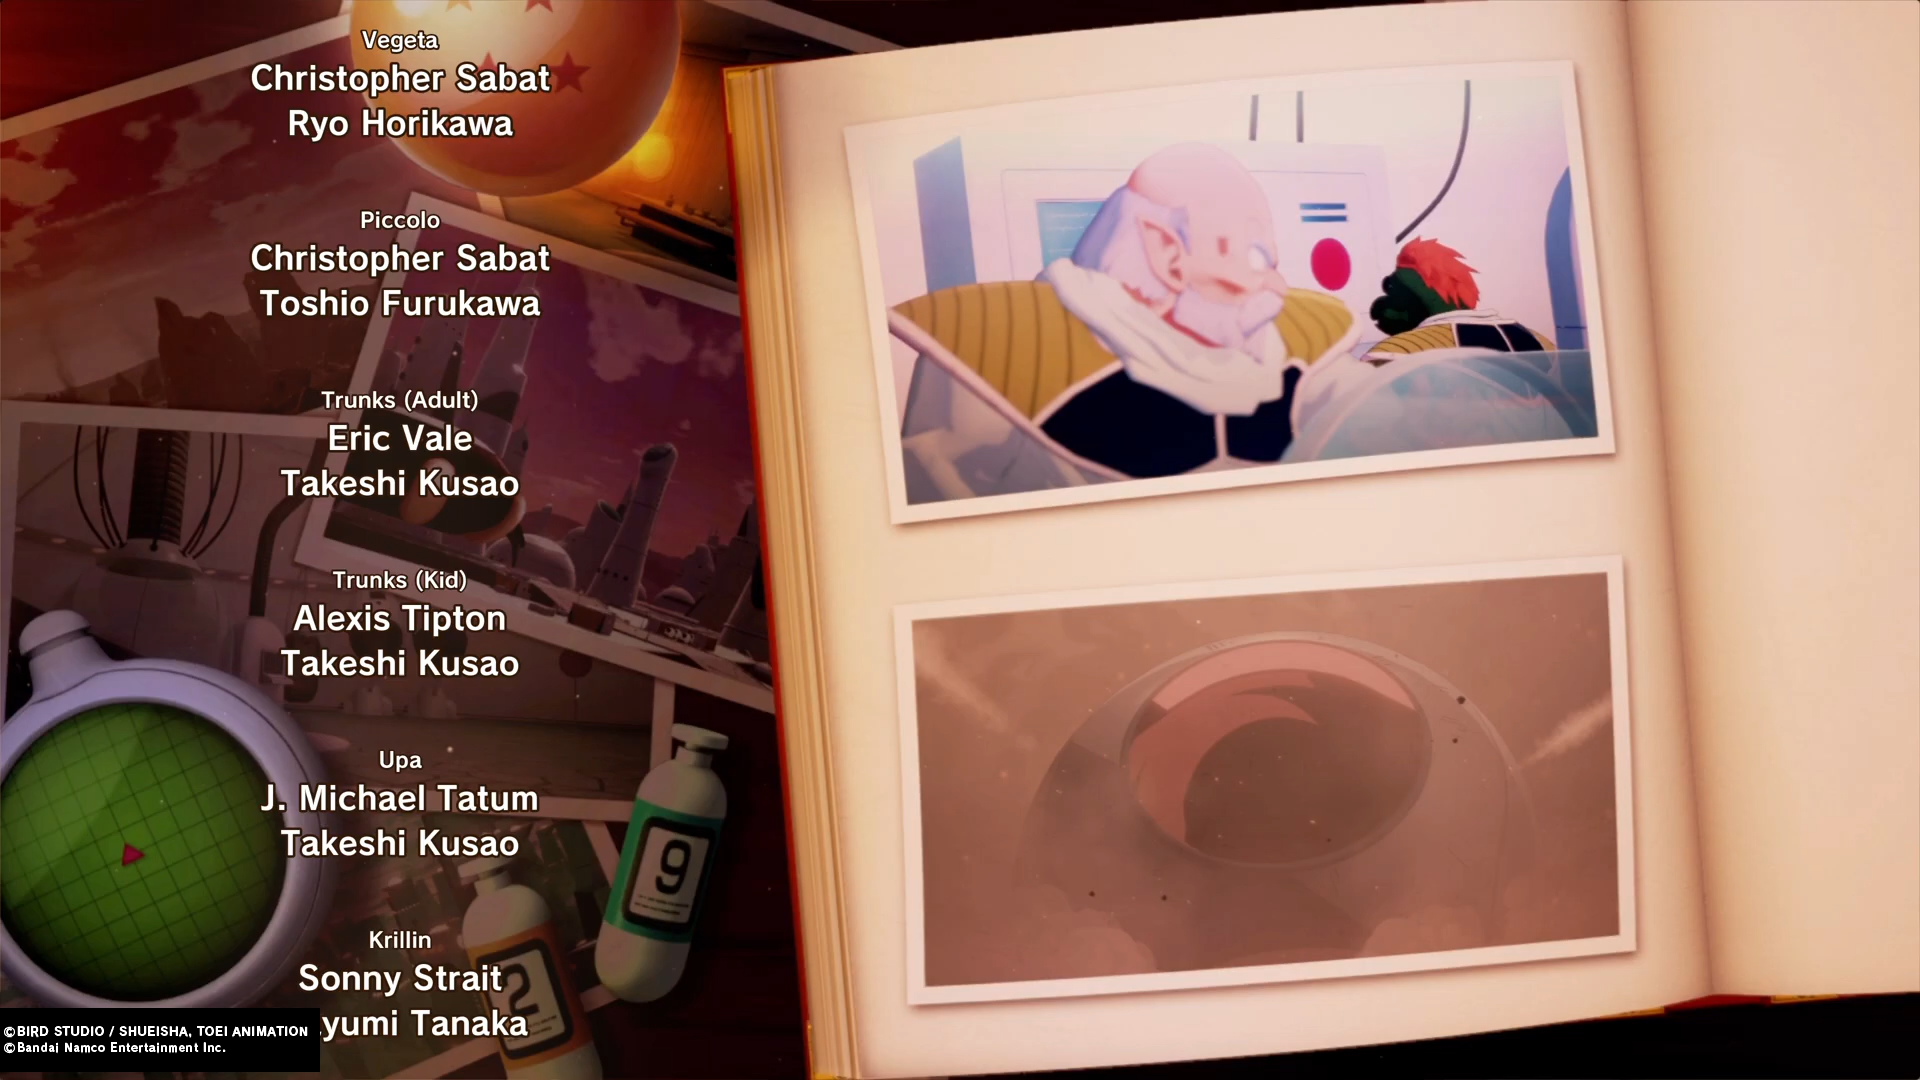 Vegeta
Christopher Sabat
Ryo Horikawa
Piccolo
Christopher Sabat
Toshio Furukawa
Trunks (Adult)
Eric Vale
Takeshi Kusao
Trunks (Kid)
Alexis Tipton
Takeshi Kusao
Upa
J. Michael Tatum
Takeshi Kusao
Krillin
Sonny Strait
yumi Tanaka
9
2
©BIRD STUDIO / SHUEISHA, TOEI ANIMATION
©Bandai Namco Entertainment Inc.